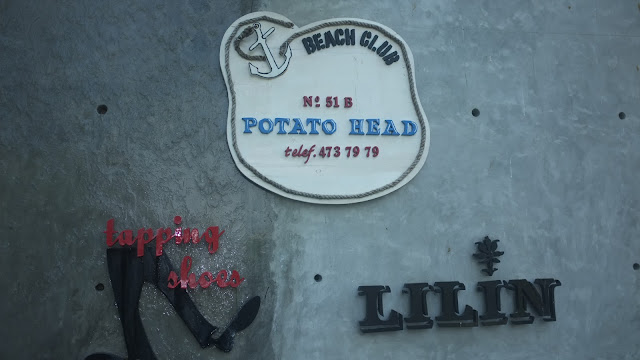 BEACH CLUB
Nº 51 B
POTATO HEAD
telef. 473 79 79
tapping
shoes
LILIN